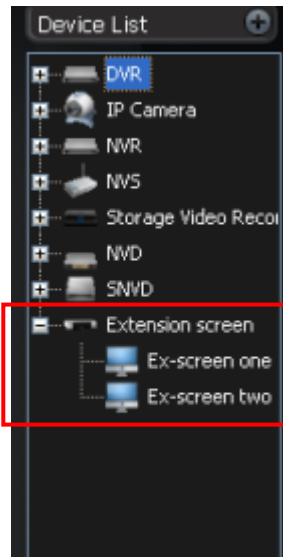 Device List
DVR
IP Camera
NVR
NVS
Storage Video Recor
NVD
SNVD
Extension screen
Ex-screen one
Ex-screen two